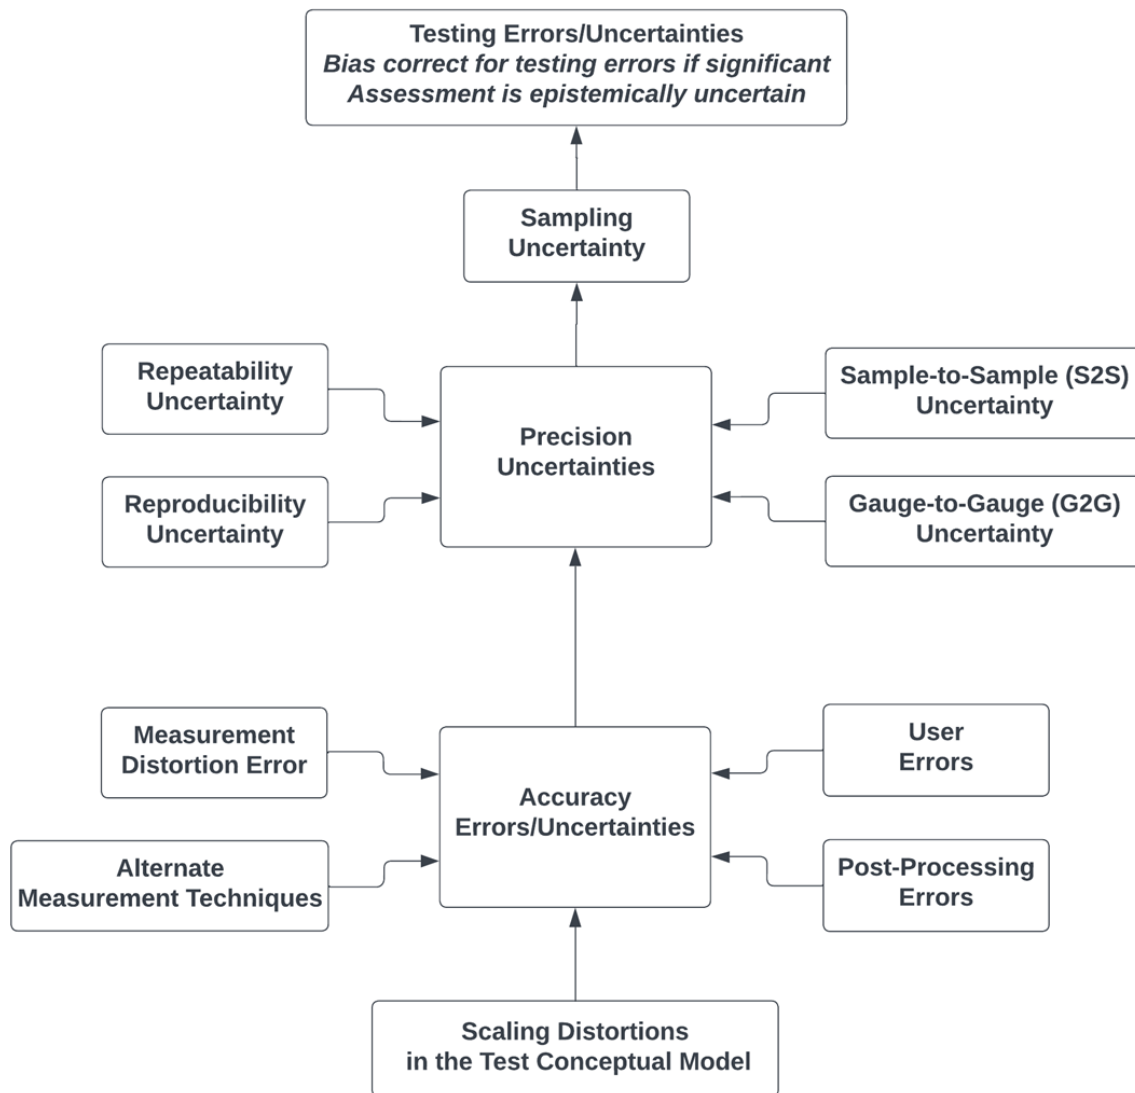 Testing Errors/Uncertainties
Bias correct for testing errors if significant
Assessment is epistemically uncertain
Sampling
Uncertainty
Repeatability
Uncertainty
Sample-to-Sample (S2S)
Uncertainty
Precision
Uncertainties
Reproducibility
Uncertainty
Gauge-to-Gauge (G2G)
Uncertainty
Measurement
Distortion Error
User
Errors
Accuracy
Errors/Uncertainties
Alternate
Measurement Techniques
Post-Processing
Errors
Scaling Distortions
in the Test Conceptual Model